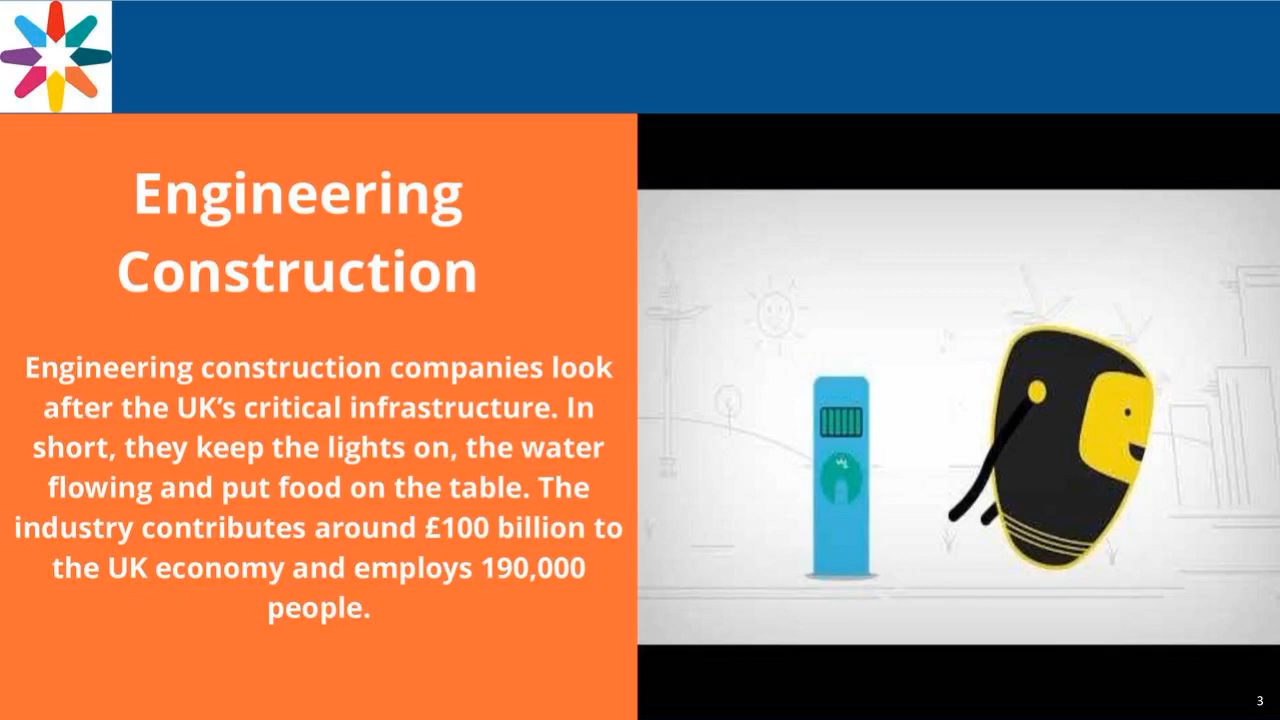 Engineering
Construction
Engineering construction companies look
after the UK’s critical infrastructure. In
short, they keep the lights on, the water
flowing and put food on the table. The
industry contributes around £100 billion to
the UK economy and employs 190,000
people.
3